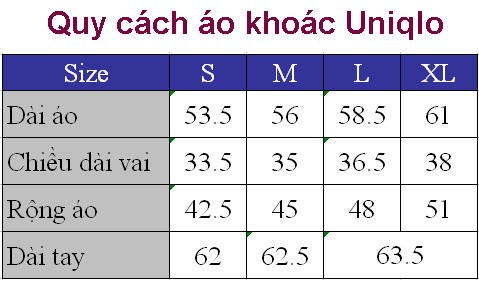 Quy cách áo khoác Uniqlo
Size S M L XL
Dài áo 53.5 56 58.5 61
Chiều dài vai 33.5 35 36.5 38
Rộng áo 42.5 45 48 51
Dài tay 62 62.5 63.5